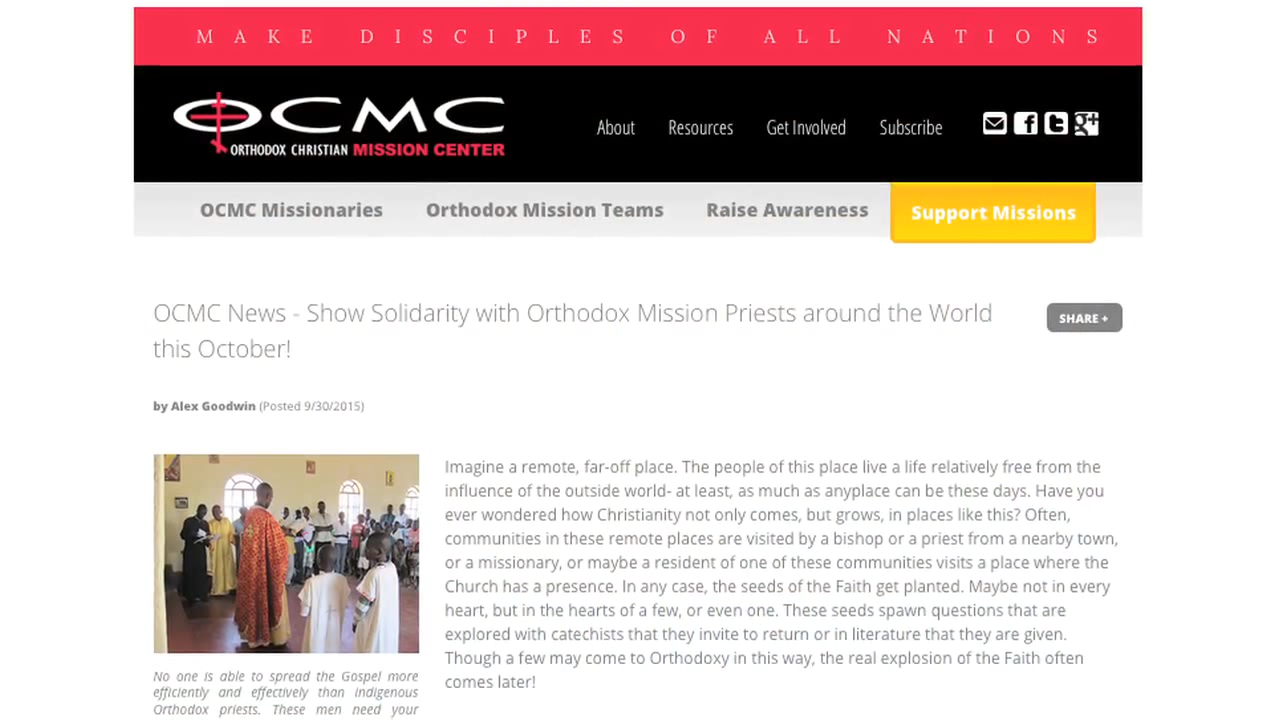 MAKE DISCIPLES OF ALL NATIONS
OCMC
ORTHODOX CHRISTIAN MISSION CENTER
About Resources Get Involved Subscribe
OCMC Missionaries Orthodox Mission Teams Raise Awareness Support Missions
OCMC News - Show Solidarity with Orthodox Mission Priests around the World
this October!
SHARE +
by Alex Goodwin (Posted 9/30/2015)
No one is able to spread the Gospel more
efficiently and effectively than indigenous
Orthodox priests. These men need your
Imagine a remote, far-off place. The people of this place live a life relatively free from the
influence of the outside world- at least, as much as anyplace can be these days. Have you
ever wondered how Christianity not only comes, but grows, in places like this? Often,
communities in these remote places are visited by a bishop or a priest from a nearby town,
or a missionary, or maybe a resident of one of these communities visits a place where the
Church has a presence. In any case, the seeds of the Faith get planted. Maybe not in every
heart, but in the hearts of a few, or even one. These seeds spawn questions that are
explored with catechists that they invite to return or in literature that they are given.
Though a few may come to Orthodoxy in this way, the real explosion of the Faith often
comes later!